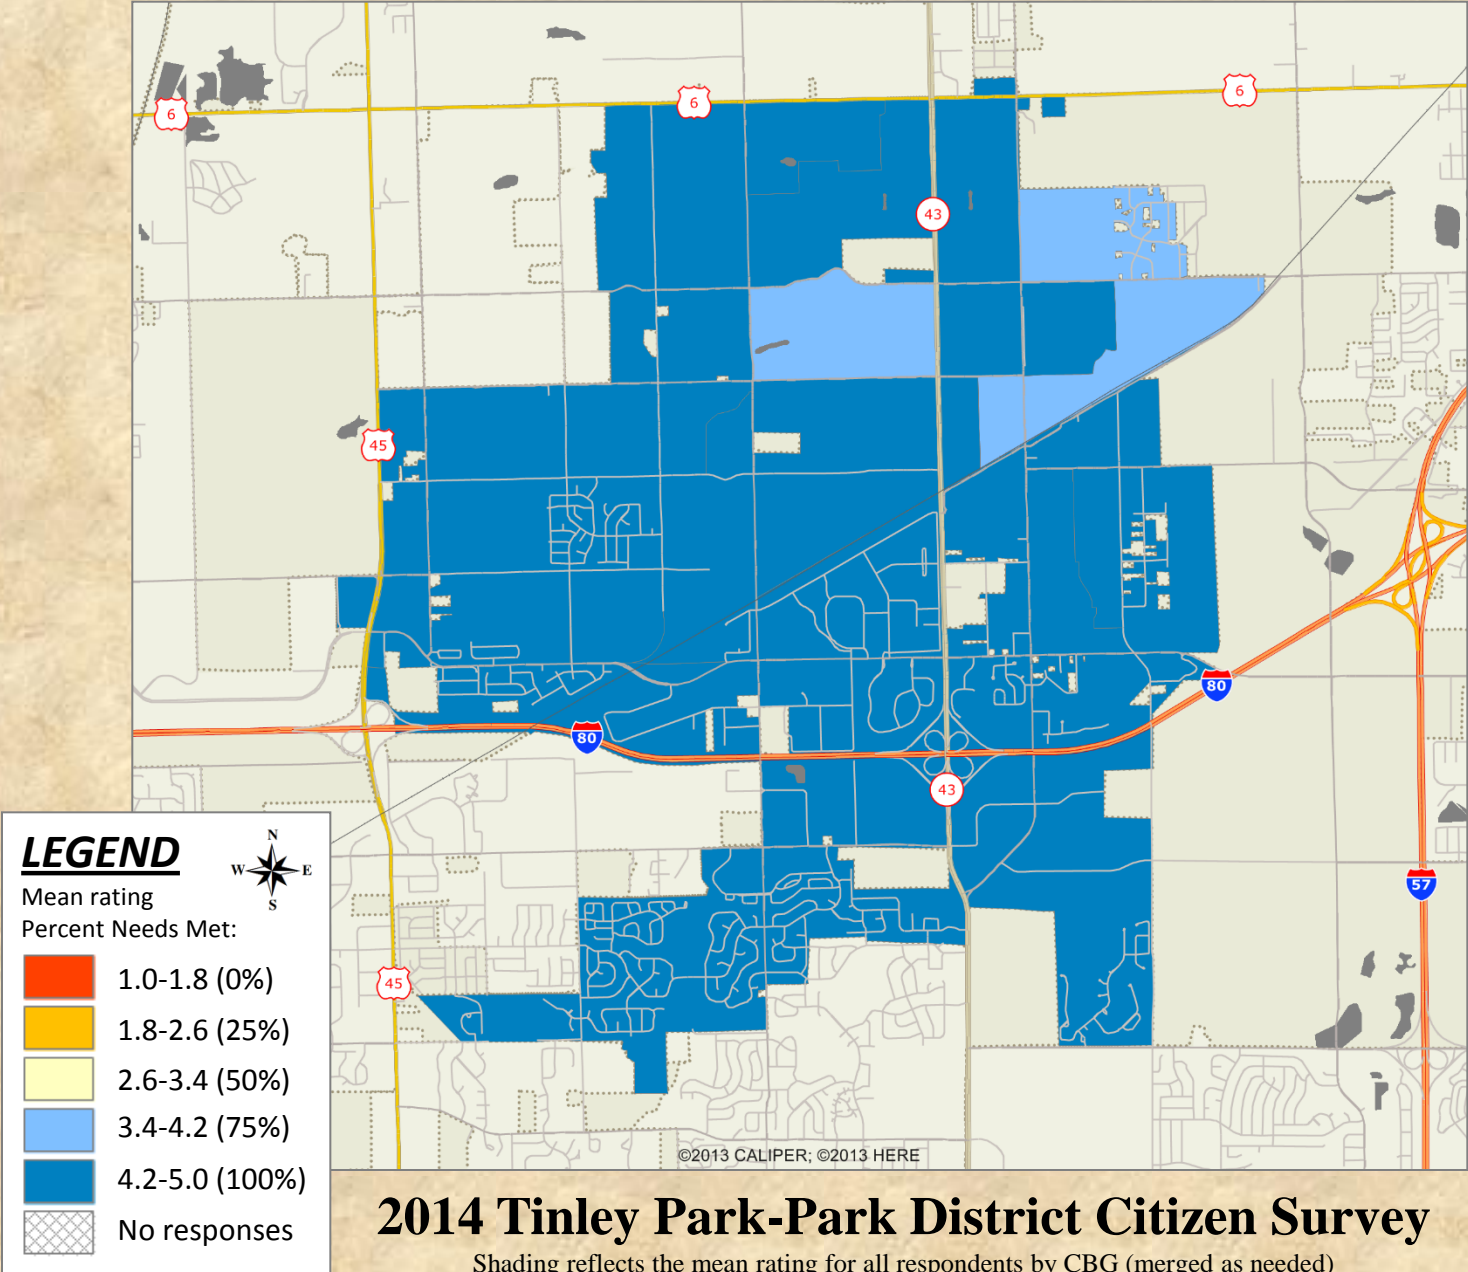 6
6
6
43
45
80
80
43
57
45
LEGEND
N
W E
S
Mean rating
Percent Needs Met:
1.0-1.8 (0%)
1.8-2.6 (25%)
2.6-3.4 (50%)
3.4-4.2 (75%)
4.2-5.0 (100%)
No responses
©2013 CALIPER; ©2013 HERE
2014 Tinley Park-Park District Citizen Survey
Shading reflects the mean rating for all respondents by CBG (merged as needed)